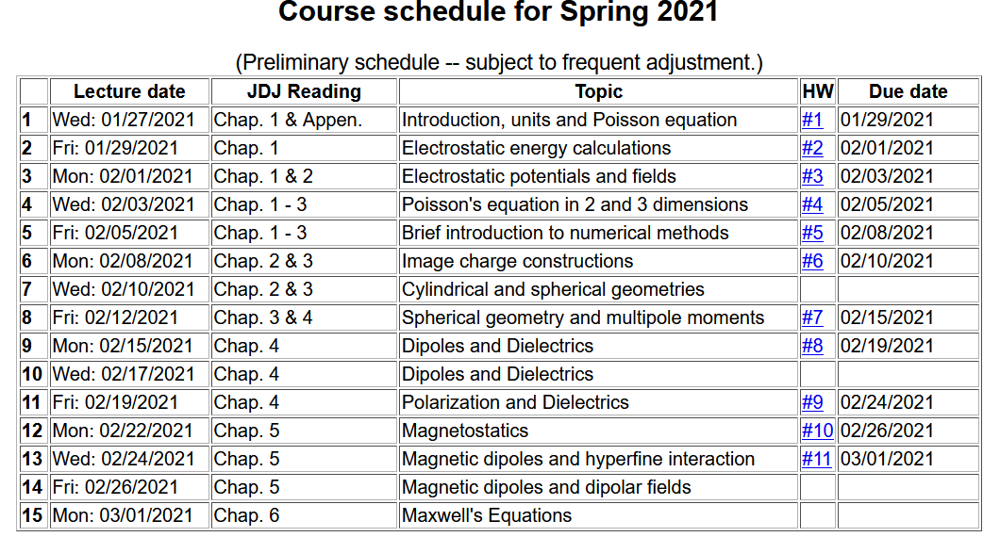 Course schedule for Spring 2021
(Preliminary schedule -- subject to frequent adjustment.)
Lecture date JDJ Reading Topic HW Due date
1 Wed: 01/27/2021 Chap. 1 & Appen. Introduction, units and Poisson equation #1 01/29/2021
2 Fri: 01/29/2021 Chap. 1 Electrostatic energy calculations #2 02/01/2021
3 Mon: 02/01/2021 Chap. 1 & 2 Electrostatic potentials and fields #3 02/03/2021
4 Wed: 02/03/2021 Chap. 1 - 3 Poisson's equation in 2 and 3 dimensions #4 02/05/2021
5 Fri: 02/05/2021 Chap. 1 - 3 Brief introduction to numerical methods #5 02/08/2021
6 Mon: 02/08/2021 Chap. 2 & 3 Image charge constructions #6 02/10/2021
7 Wed: 02/10/2021 Chap. 2 & 3 Cylindrical and spherical geometries
8 Fri: 02/12/2021 Chap. 3 & 4 Spherical geometry and multipole moments #7 02/15/2021
9 Mon: 02/15/2021 Chap. 4 Dipoles and Dielectrics #8 02/19/2021
10 Wed: 02/17/2021 Chap. 4 Dipoles and Dielectrics
11 Fri: 02/19/2021 Chap. 4 Polarization and Dielectrics #9 02/24/2021
12 Mon: 02/22/2021 Chap. 5 Magnetostatics #10 02/26/2021
13 Wed: 02/24/2021 Chap. 5 Magnetic dipoles and hyperfine interaction #11 03/01/2021
14 Fri: 02/26/2021 Chap. 5 Magnetic dipoles and dipolar fields
15 Mon: 03/01/2021 Chap. 6 Maxwell's Equations